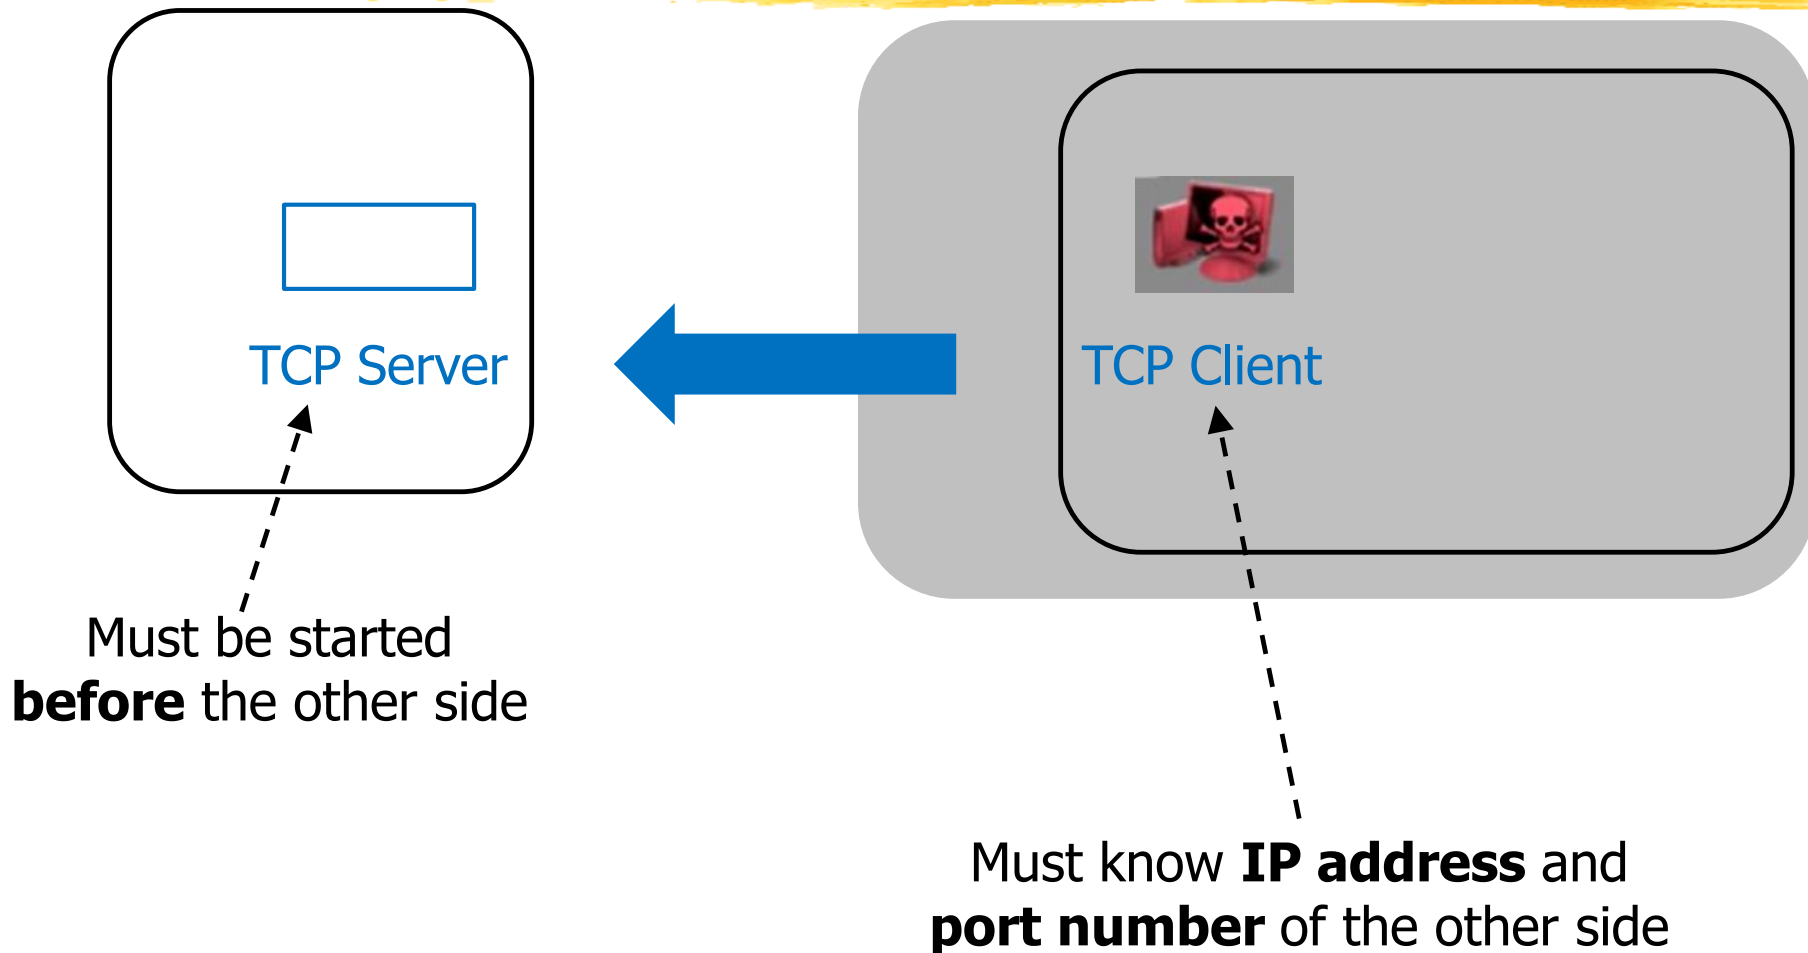 TCP Server
TCP Client
Must be started
before the other side
Must know IP address and
port number of the other side